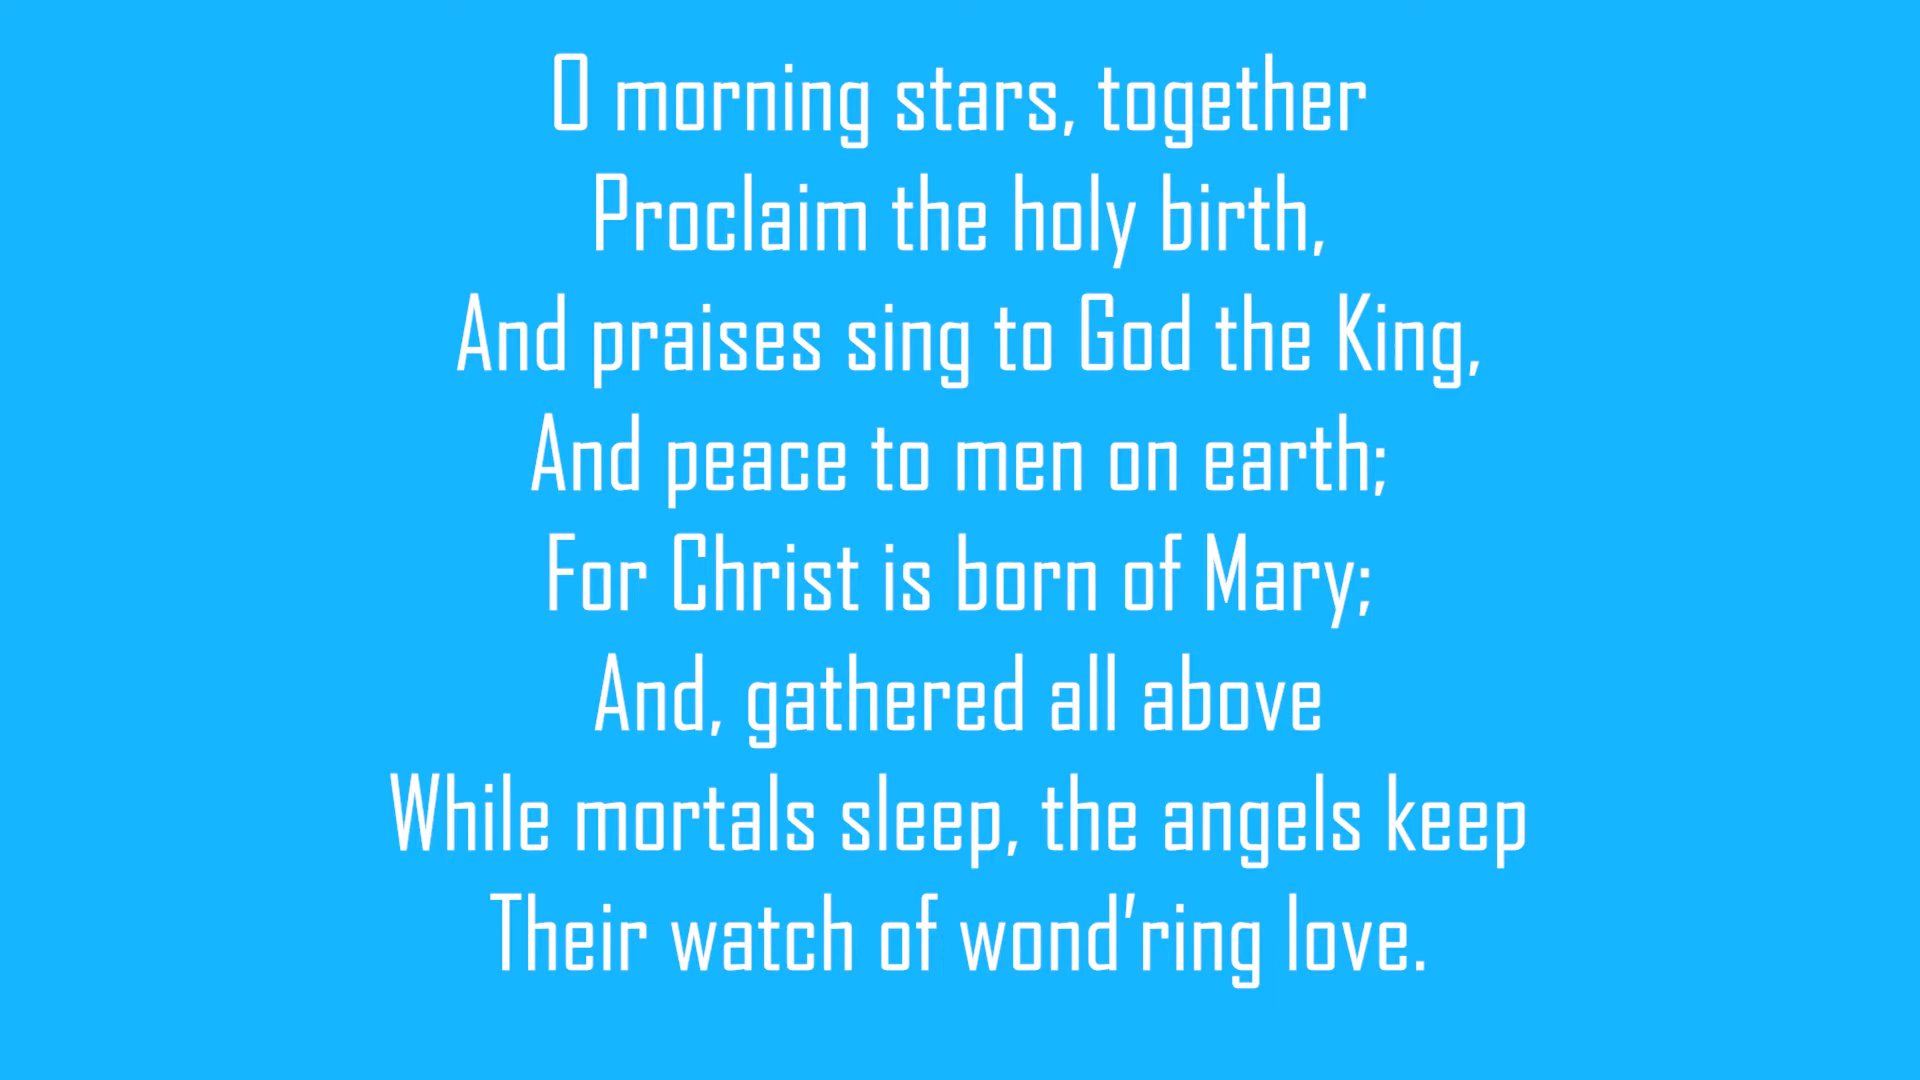 O morning stars, together
Proclaim the holy birth,
And praises sing to God the King,
And peace to men on earth;
For Christ is born of Mary;
And, gathered all above
While mortals sleep, the angels keep
Their watch of wond’ring love.